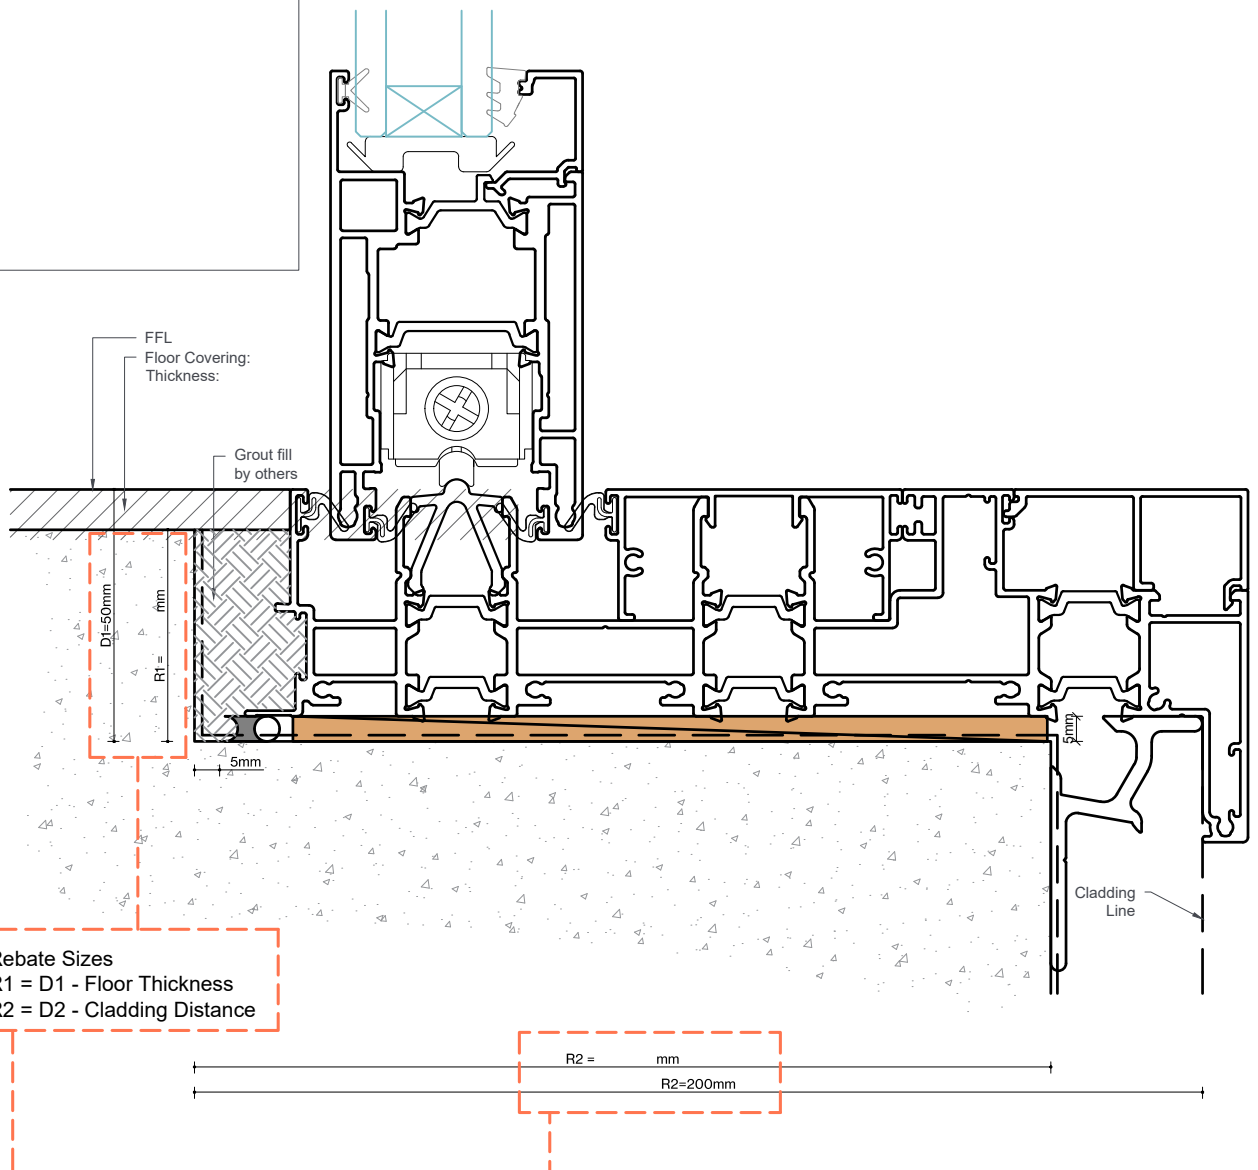 FFL
Floor Covering:
Thickness:
Grout fill
by others
D1=50mm
R1 = mm
5mm
5mm
Cladding
Line
Rebate Sizes
R1 = D1 - Floor Thickness
R2 = D2 - Cladding Distance
R2 = mm
R2=200mm